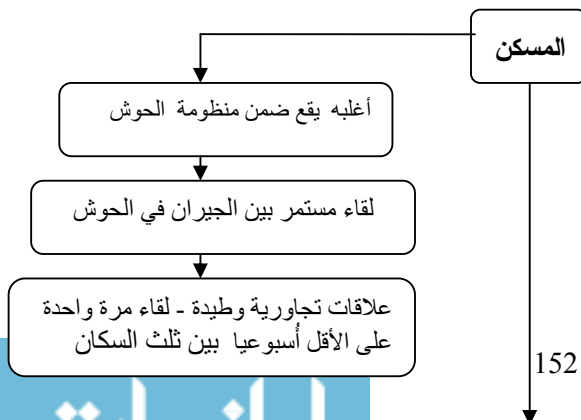 المسكن
أغلبه يقع ضمن منظومة الحوش
لقاء مستمر بين الجيران في الحوش
علاقات تجاورية وطيدة - لقاء مرة واحدة
على الأقل أُسبوعيا بين ثلث السكان
152